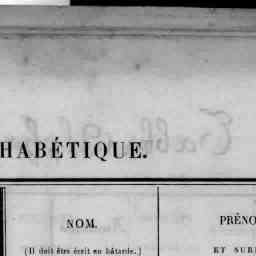 HABÉTIQUE.
NOM. PRÉNO
(Il doit être écrit en bâtarde.) ET SUR